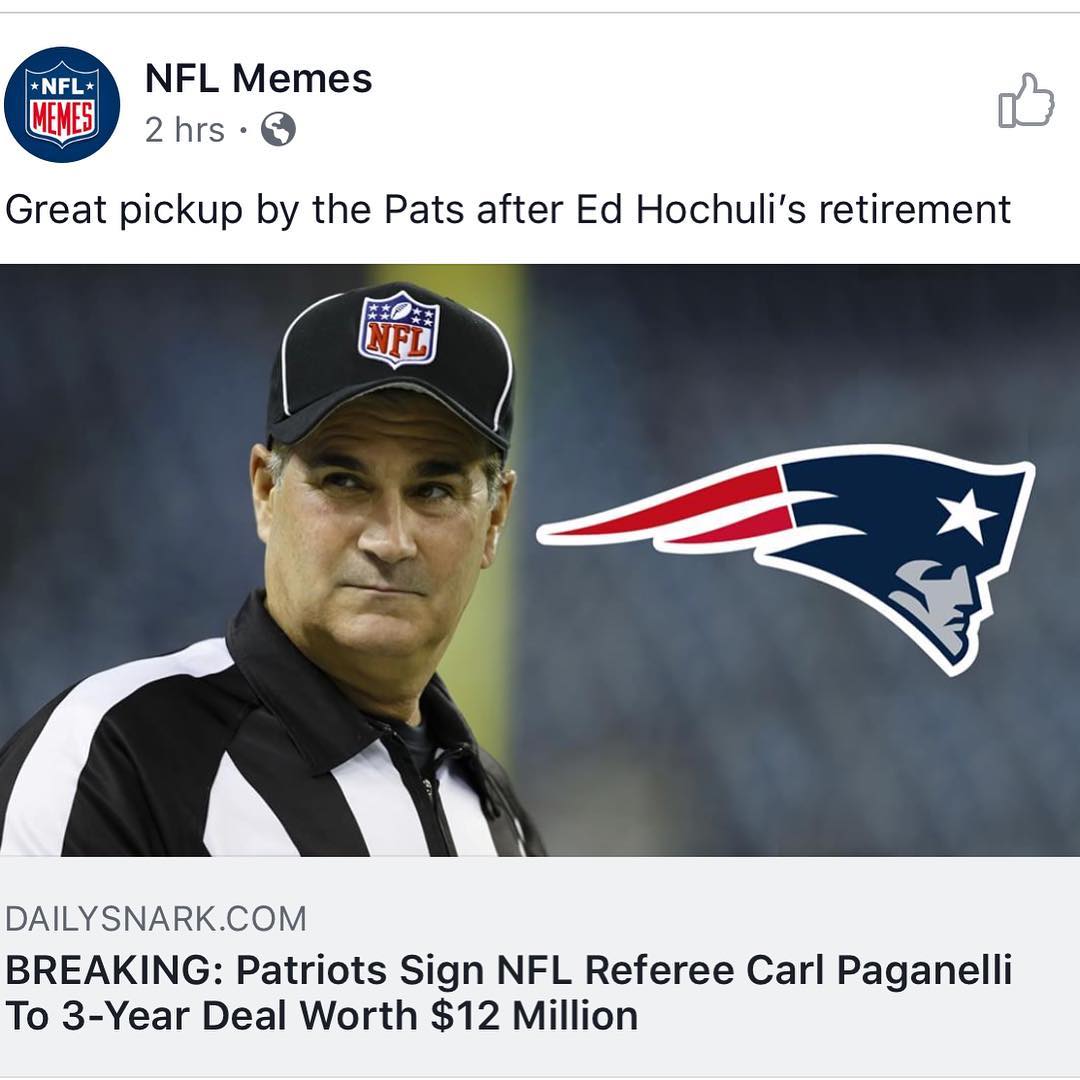 NFL
MEMES
NFL Memes
2 hrs ·
Great pickup by the Pats after Ed Hochuli’s retirement
NFL
DAILYSNARK.COM
BREAKING: Patriots Sign NFL Referee Carl Paganelli
To 3-Year Deal Worth $12 Million